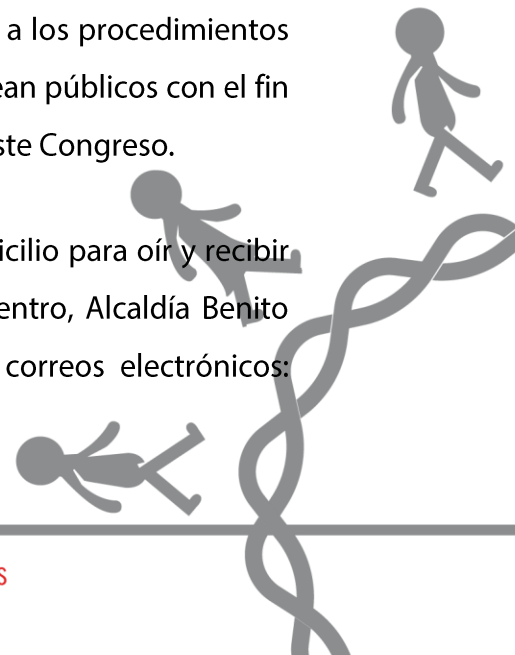 a los procedimientos
ean públicos con el fin
ste Congreso.
icilio para oír y recibir
entro, Alcaldía Benito
correos electrónicos:
S